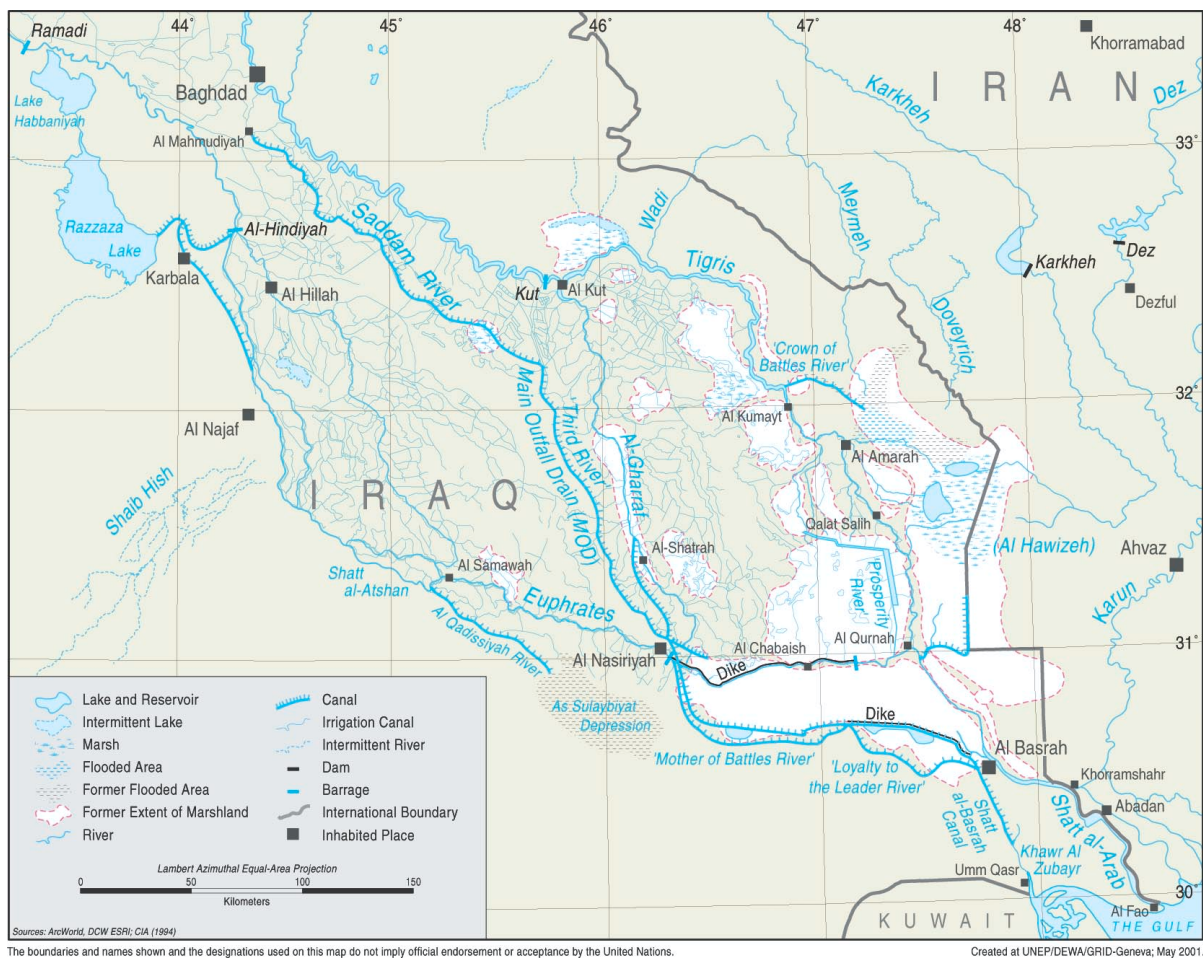 44°
45°
46°
47°
48°
Ramadi
Khorramabad
Baghdad
Karkheh
I R A N
Dez
Lake
Habbaniyah
Al Mahmudiyah
33°
Razzaza
Lake
Al-Hindiyah
Saddam River
Wadi
Meymeh
Karbala
Al Hillah
Kut
Al Kut
Tigris
Karkheh
Dez
Dezful
Doveyrich
'Crown of
Battles River'
32°
Al Najaf
Main Outfall Drain (MOD)
'Third River'
Al-Gharraf
Al Kumayt
Al Amarah
Shaib Hish
I R A Q
Qalat Salih
(Al Hawizeh)
Ahvaz
Al-Shatrah
Al Samawah
Shatt
al-Atshan
Euphrates
'Prosperity
River'
Karun
Al Qadissiyah River
Al Nasiriyah
Al Chabaish
Al Qurnah
31°
Dike
As Sulaybiyat
Depression
Dike
Al Basrah
'Mother of Battles River'
'Loyalty to
the Leader River'
Khorramshahr
Abadan
Shatt
al-Basrah
Canal
Shatt al-Arab
Khawr Al
Zubayr
Umm Qasr
30°
Al Fao
KUWAIT
THE GULF
Lake and Reservoir
Intermittent Lake
Marsh
Flooded Area
Former Flooded Area
Former Extent of Marshland
River
Canal
Irrigation Canal
Intermittent River
Dam
Barrage
International Boundary
Inhabited Place
Lambert Azimuthal Equal-Area Projection
0 50 100 150
Kilometers
Sources: ArcWorld, DCW ESRI; CIA (1994)
The boundaries and names shown and the designations used on this map do not imply official endorsement or acceptance by the United Nations.
Created at UNEP/DEWA/GRID-Geneva; May 2001